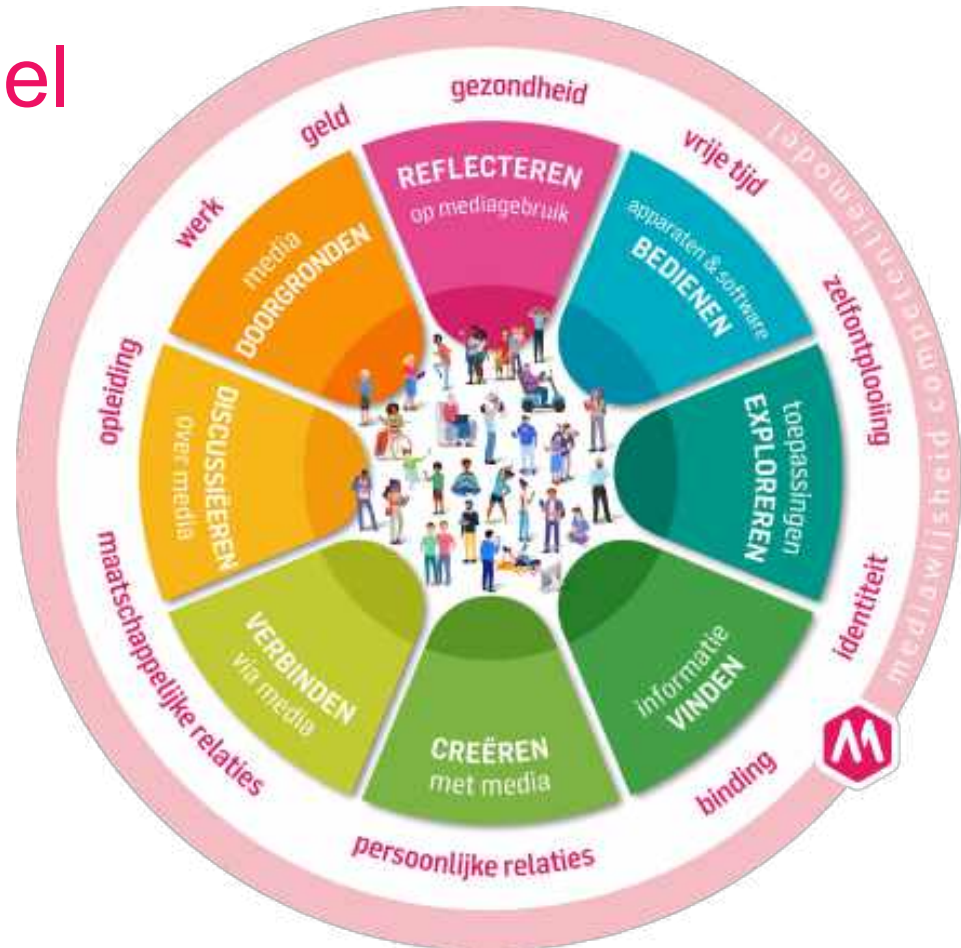 el
gezondheid
vrije tijd
zelfontplooiing
identiteit
binding
persoonlijke relaties
maatschappelijke relaties
opleiding
werk
geld
REFLECTEREN
op mediagebruik
apparaten & software
BEDIENEN
toepassingen
EXPLOREREN
informatie
VINDEN
CREËREN
met media
VERBINDEN
via media
DISCUSSIËREN
over media
media
DOORGRONDEN
mediawijsheid competentiemodel
M